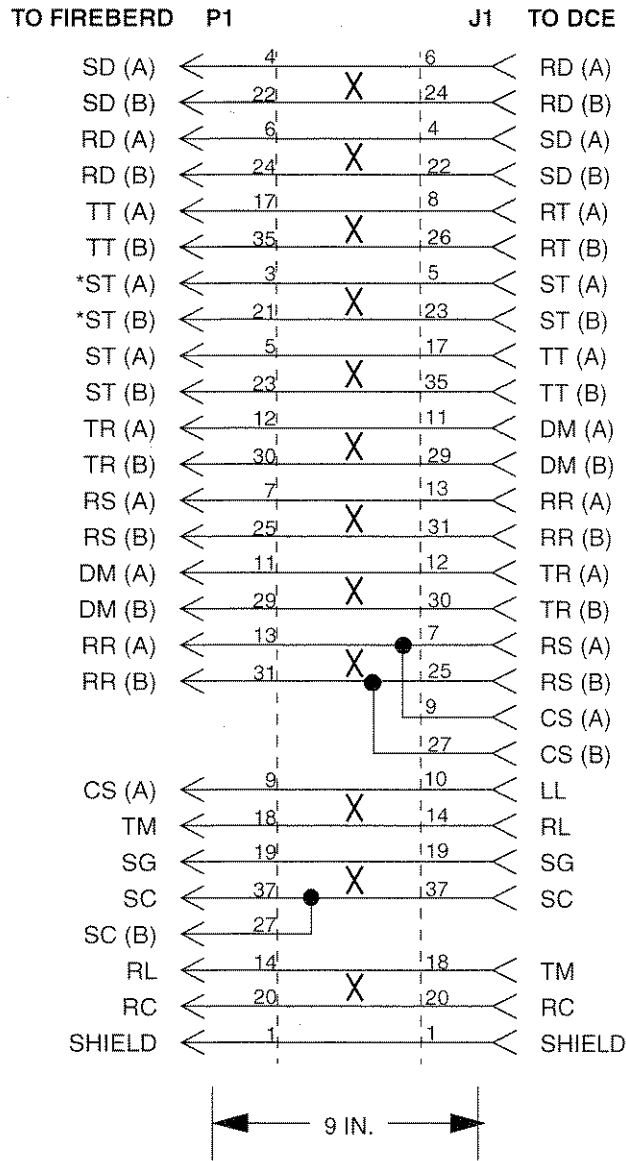 TO FIREBERD P1 J1 TO DCE
SD (A) 4 6 RD (A)
SD (B) 22 24 RD (B)
RD (A) 6 4 SD (A)
RD (B) 24 22 SD (B)
TT (A) 17 8 RT (A)
TT (B) 35 26 RT (B)
*ST (A) 3 5 ST (A)
*ST (B) 21 23 ST (B)
ST (A) 5 17 TT (A)
ST (B) 23 35 TT (B)
TR (A) 12 11 DM (A)
TR (B) 30 29 DM (B)
RS (A) 7 13 RR (A)
RS (B) 25 31 RR (B)
DM (A) 11 12 TR (A)
DM (B) 29 30 TR (B)
RR (A) 13 7 RS (A)
RR (B) 31 25 RS (B)
9 CS (A)
27 CS (B)
CS (A) 9 10 LL
TM 18 14 RL
SG 19 19 SG
SC 37 37 SC
SC (B) 27
RL 14 18 TM
RC 20 20 RC
SHIELD 1 1 SHIELD
9 IN.